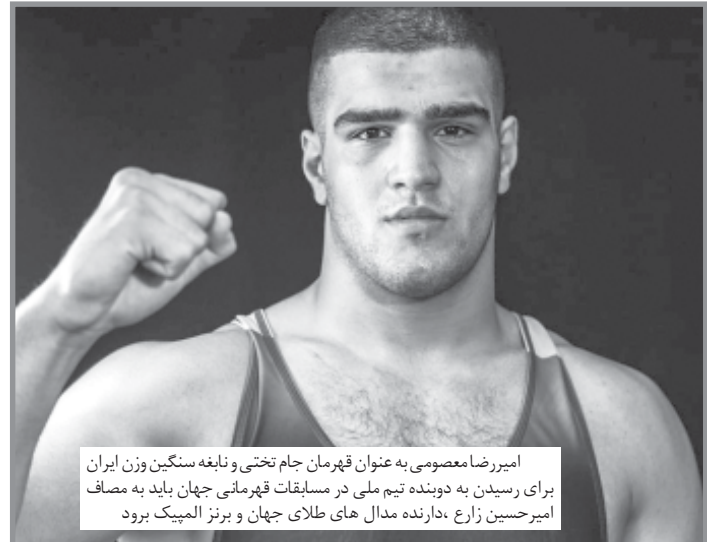 امیررضا معصومی به عنوان قهرمان جام تختی و نابغه سنگین وزن ایران
برای رسیدن به دوبنده تیم ملی در مسابقات قهرمانی جهان باید به مصاف
امیرحسین زارع ،دارنده مدال های طلای جهان و برنز المپیک برود